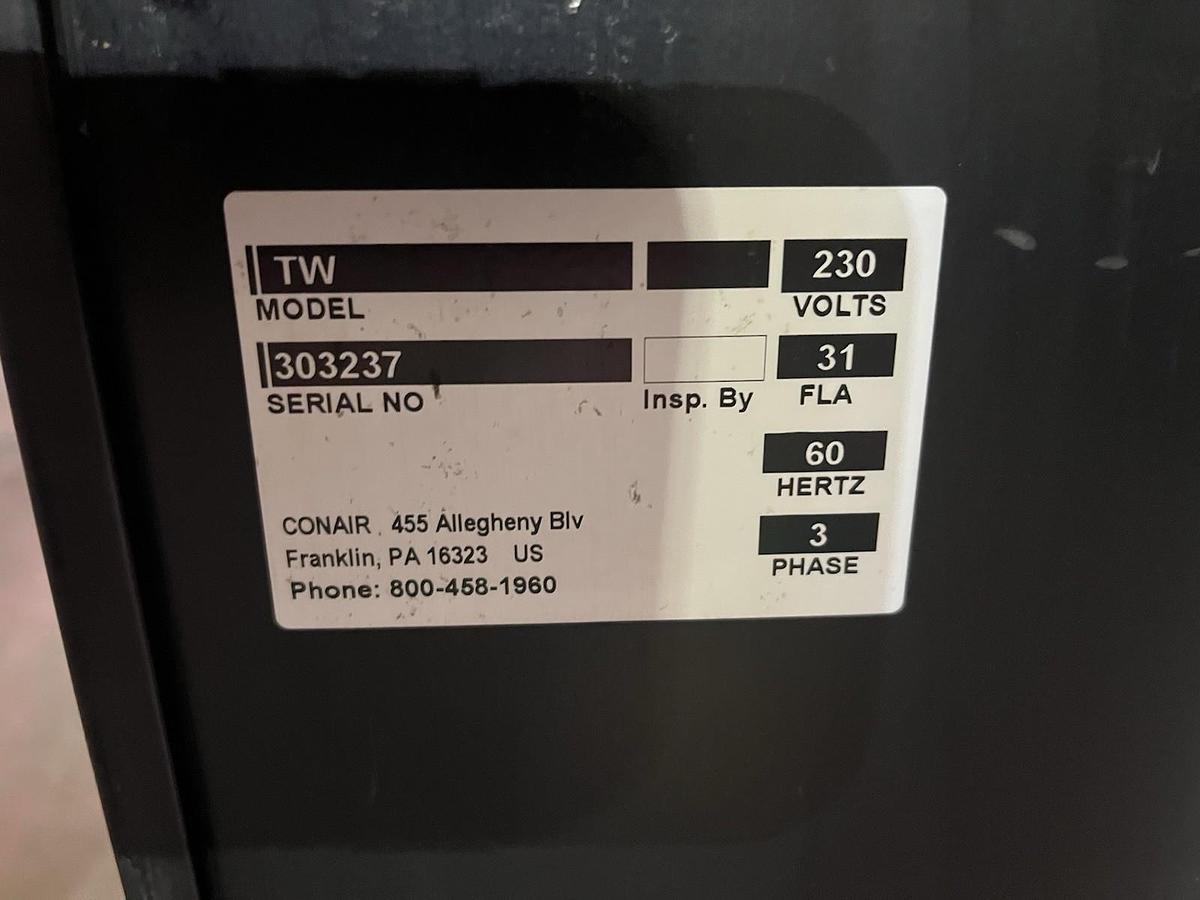 TW 230
MODEL VOLTS
303237 31
SERIAL NO Insp. By FLA
60
HERTZ
CONAIR , 455 Allegheny Blv
3
Franklin, PA 16323 US
PHASE
Phone: 800-458-1960